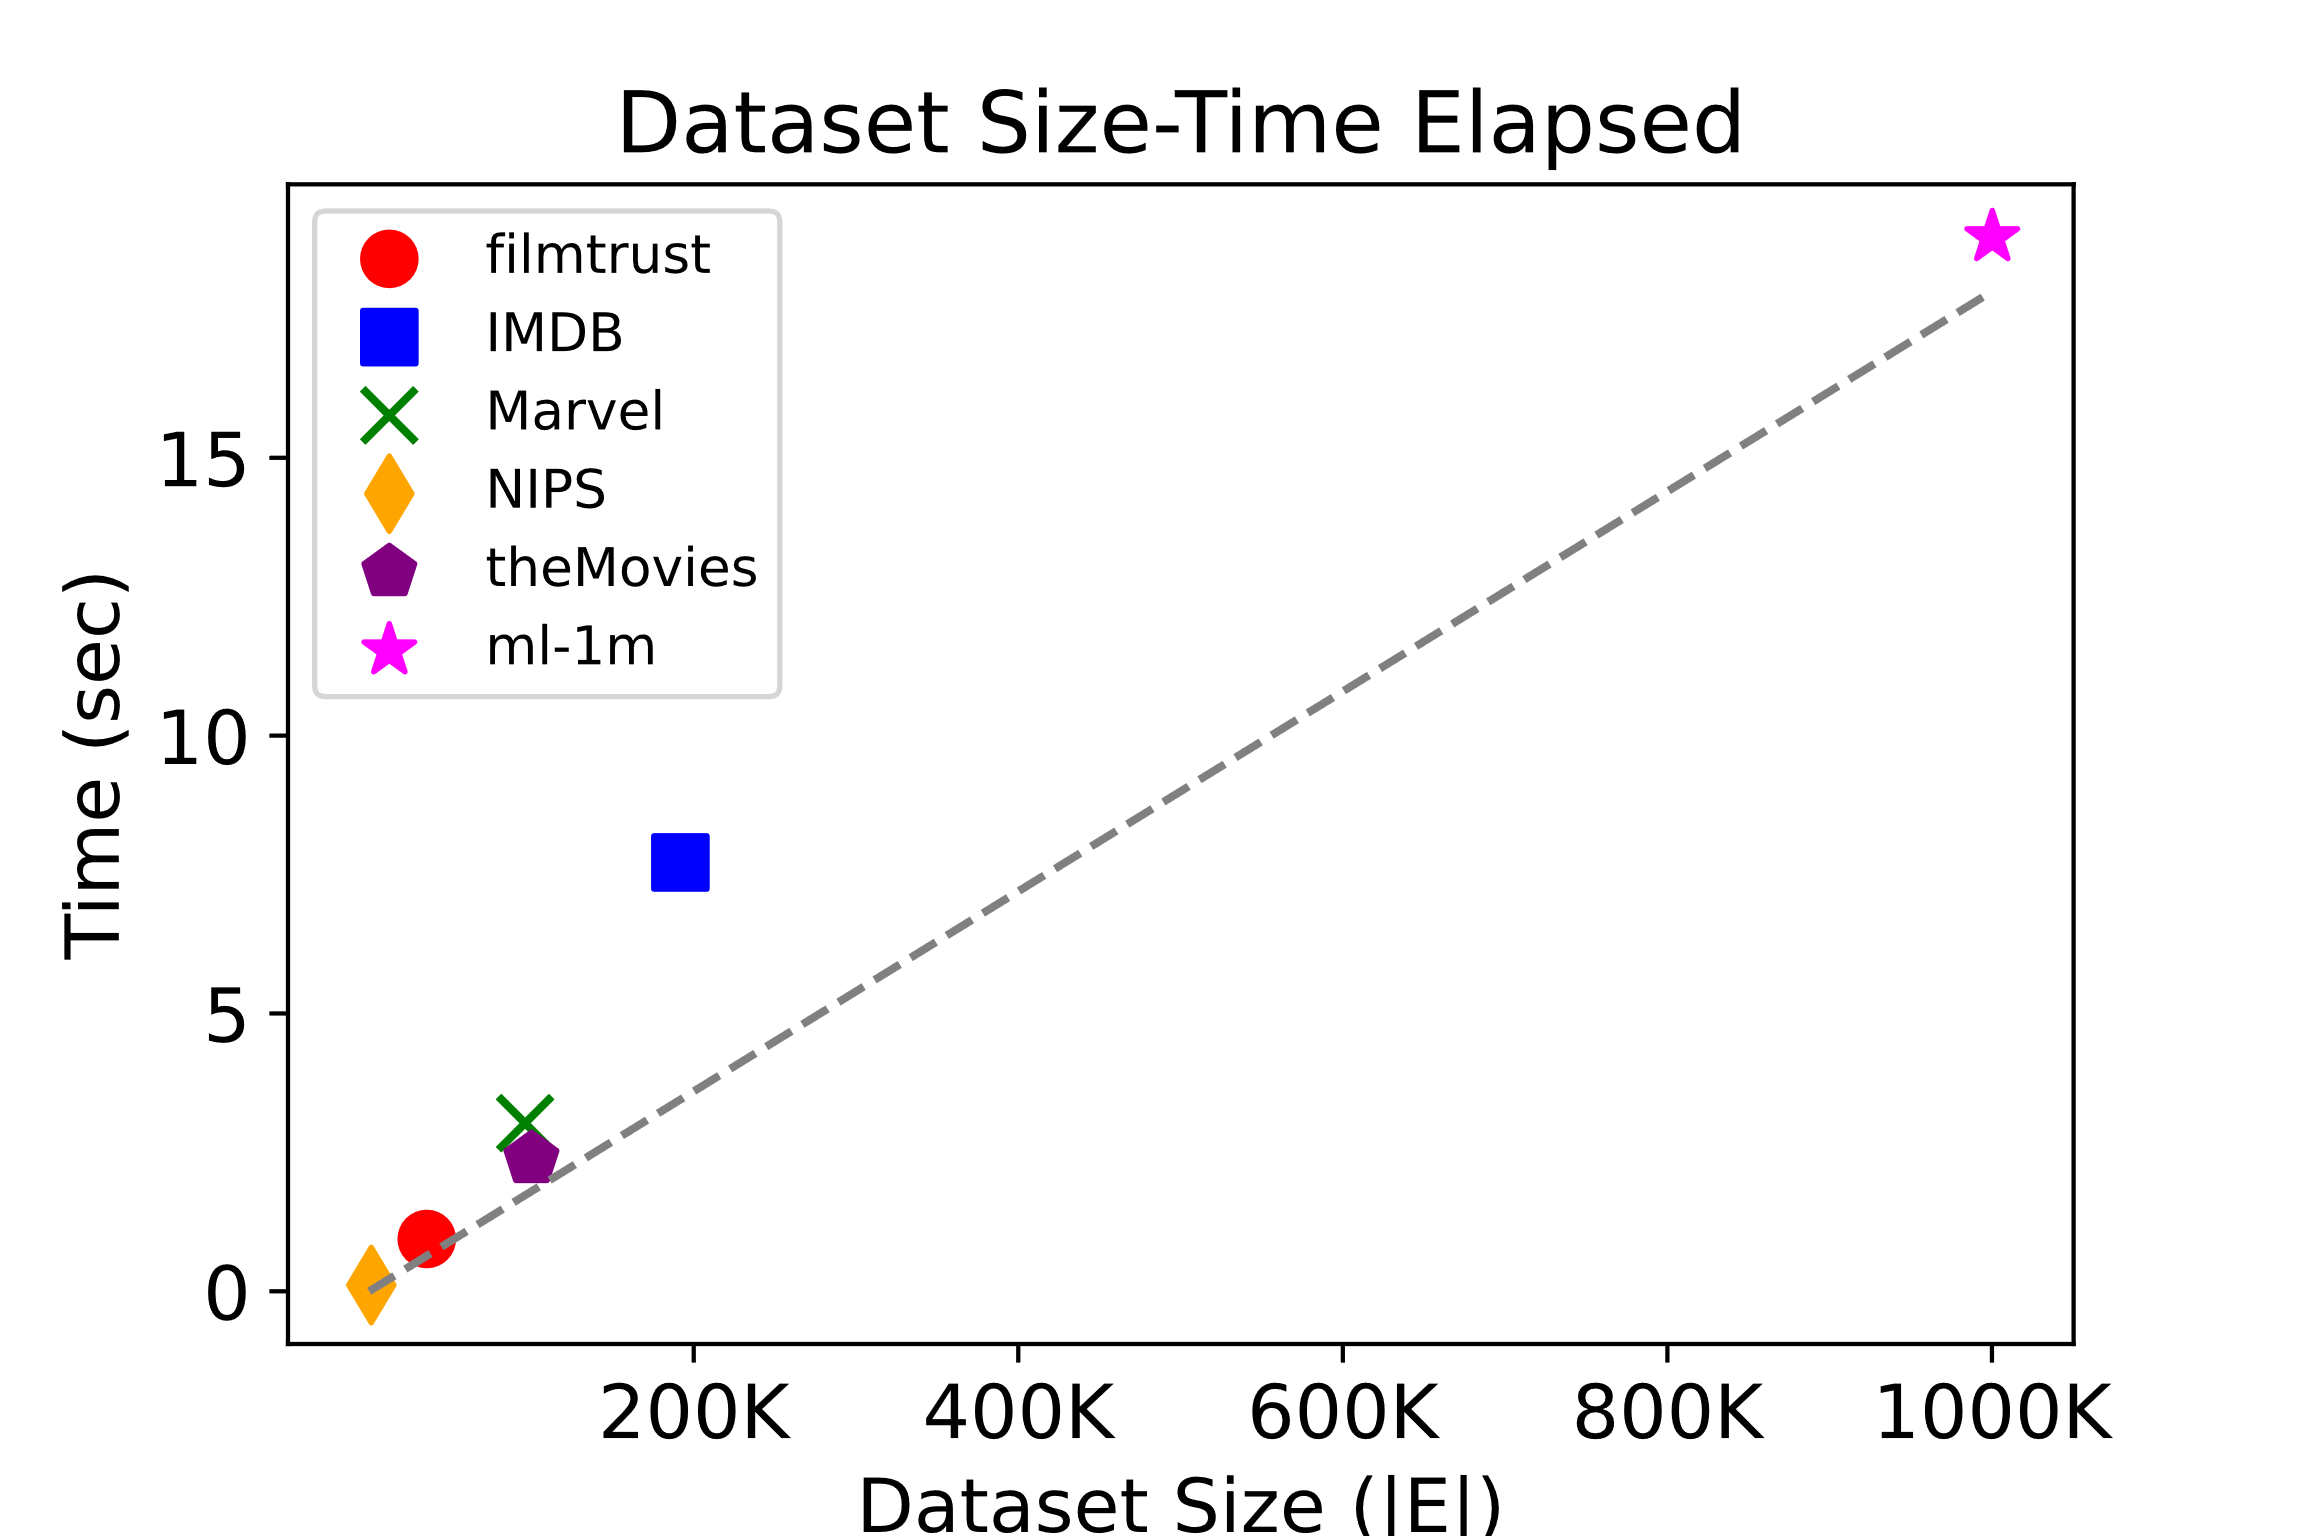 Dataset Size-Time Elapsed
filmtrust
IMDB
Marvel
NIPS
theMovies
ml-1m
Time (sec)
15
10
5
0
200K 400K 600K 800K 1000K
Dataset Size (|E|)